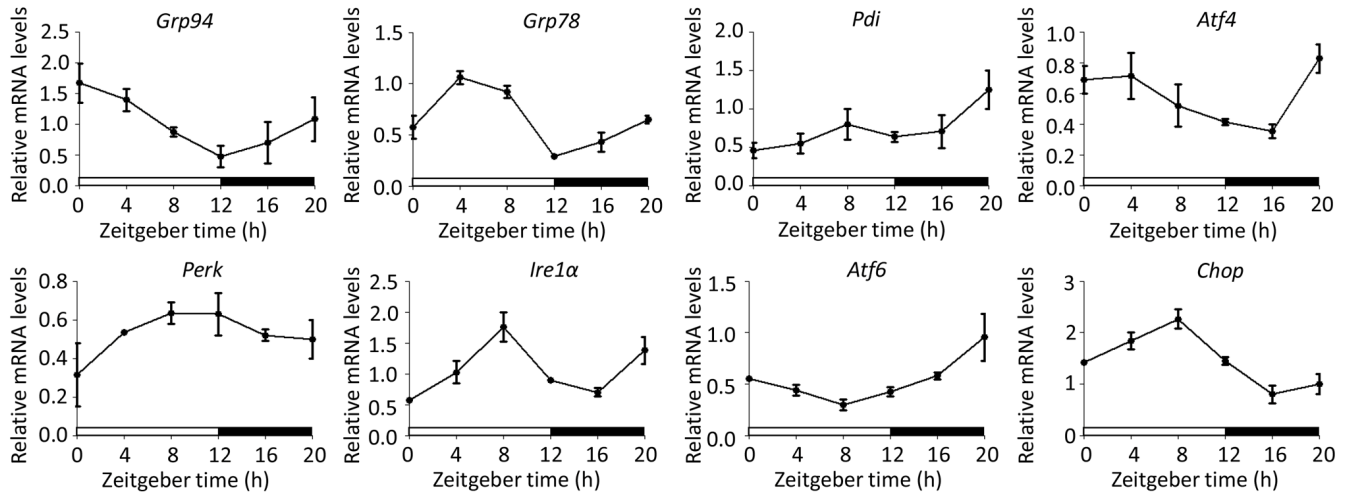 Grp94
Relative mRNA levels
2.5
2.0
1.5
1.0
0.5
0.0
0 4 8 12 16 20
Zeitgeber time (h)
Grp78
Relative mRNA levels
1.5
1.0
0.5
0.0
0 4 8 12 16 20
Zeitgeber time (h)
Pdi
Relative mRNA levels
2.0
1.5
1.0
0.5
0.0
0 4 8 12 16 20
Zeitgeber time (h)
Atf4
Relative mRNA levels
1.0
0.8
0.6
0.4
0.2
0.0
0 4 8 12 16 20
Zeitgeber time (h)
Perk
Relative mRNA levels
0.8
0.6
0.4
0.2
0.0
0 4 8 12 16 20
Zeitgeber time (h)
Ire1α
Relative mRNA levels
2.5
2.0
1.5
1.0
0.5
0.0
0 4 8 12 16 20
Zeitgeber time (h)
Atf6
Relative mRNA levels
1.5
1.0
0.5
0.0
0 4 8 12 16 20
Zeitgeber time (h)
Chop
Relative mRNA levels
3
2
1
0
0 4 8 12 16 20
Zeitgeber time (h)